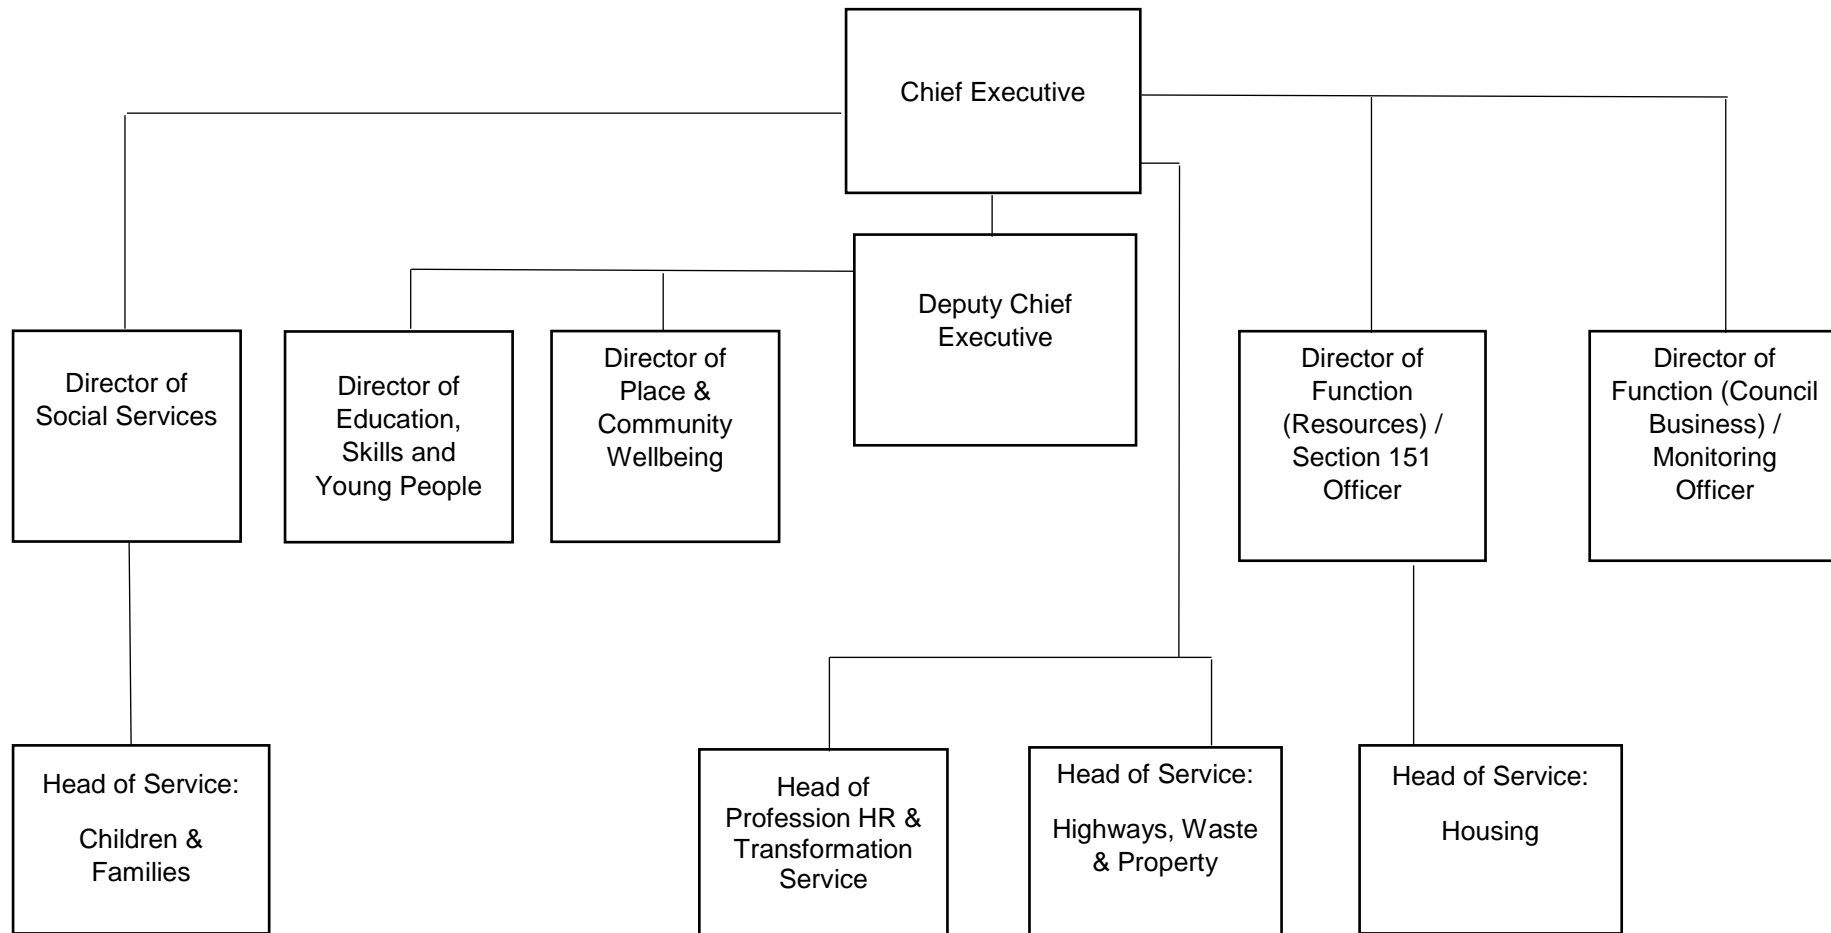 Chief Executive
Deputy Chief
Executive
Director of
Social Services
Director of
Education,
Skills and
Young People
Director of
Place &
Community
Wellbeing
Director of
Function
(Resources) /
Section 151
Officer
Director of
Function (Council
Business) /
Monitoring
Officer
Head of Service:
Children &
Families
Head of
Profession HR &
Transformation
Service
Head of Service:
Highways, Waste
& Property
Head of Service:
Housing